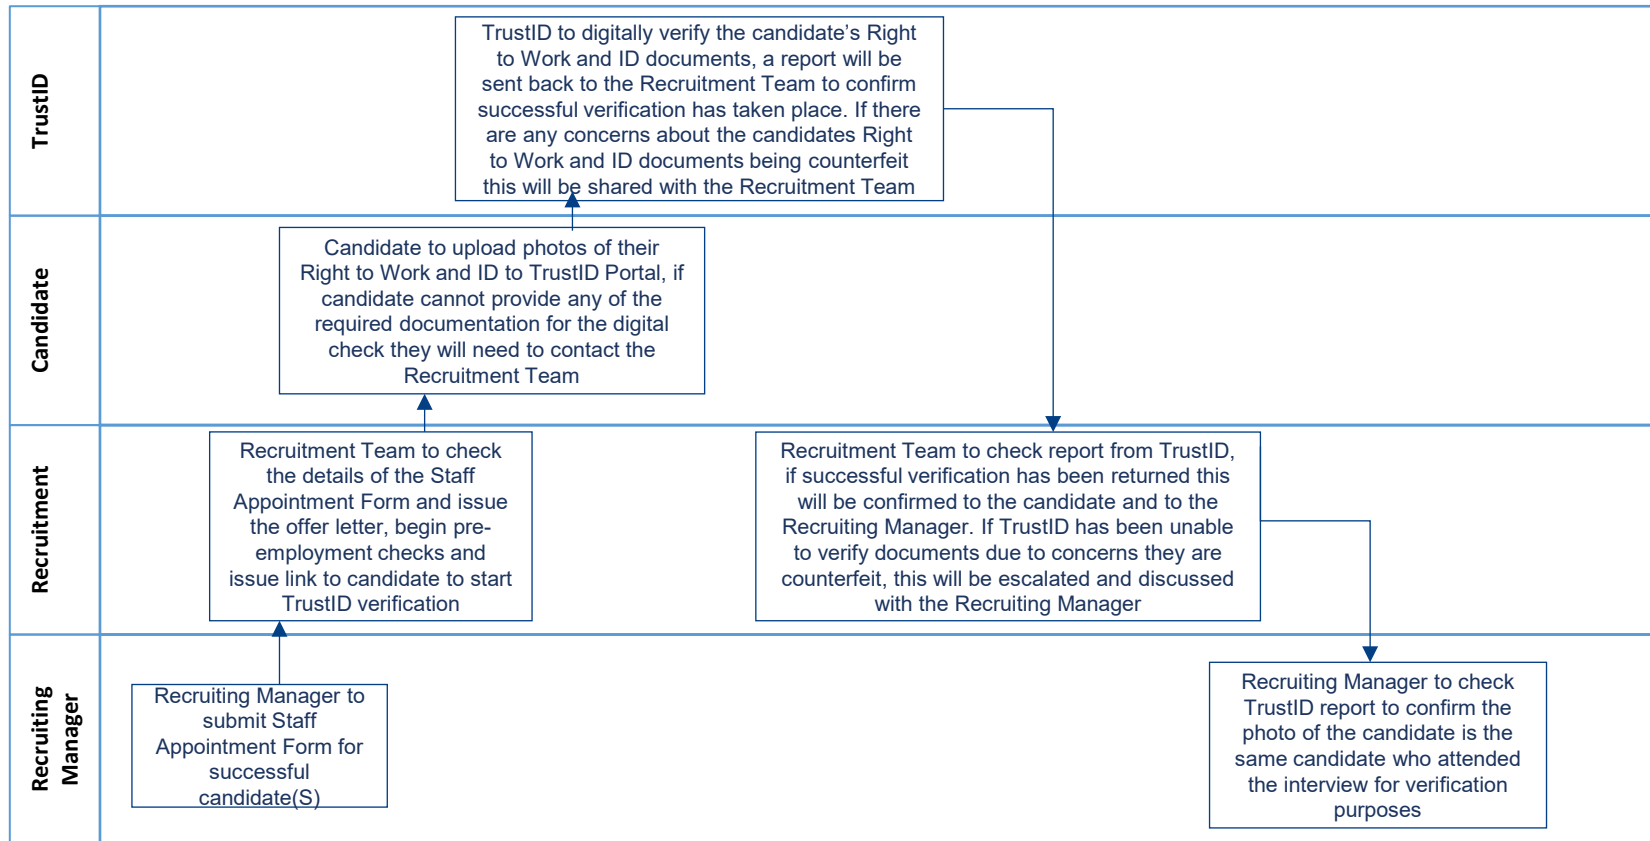 TrustID
TrustID to digitally verify the candidate’s Right
to Work and ID documents, a report will be
sent back to the Recruitment Team to confirm
successful verification has taken place. If there
are any concerns about the candidates Right
to Work and ID documents being counterfeit
this will be shared with the Recruitment Team
Candidate
Candidate to upload photos of their
Right to Work and ID to TrustID Portal, if
candidate cannot provide any of the
required documentation for the digital
check they will need to contact the
Recruitment Team
Recruitment
Recruitment Team to check
the details of the Staff
Appointment Form and issue
the offer letter, begin pre-
employment checks and
issue link to candidate to start
TrustID verification
Recruitment Team to check report from TrustID,
if successful verification has been returned this
will be confirmed to the candidate and to the
Recruiting Manager. If TrustID has been unable
to verify documents due to concerns they are
counterfeit, this will be escalated and discussed
with the Recruiting Manager
Recruiting
Manager
Recruiting Manager to
submit Staff
Appointment Form for
successful
candidate(S)
Recruiting Manager to check
TrustID report to confirm the
photo of the candidate is the
same candidate who attended
the interview for verification
purposes